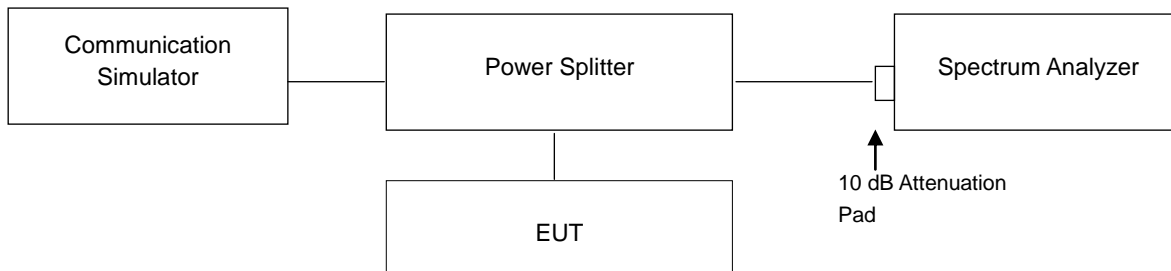 Communication
Simulator
Power Splitter
Spectrum Analyzer
10 dB Attenuation
Pad
EUT